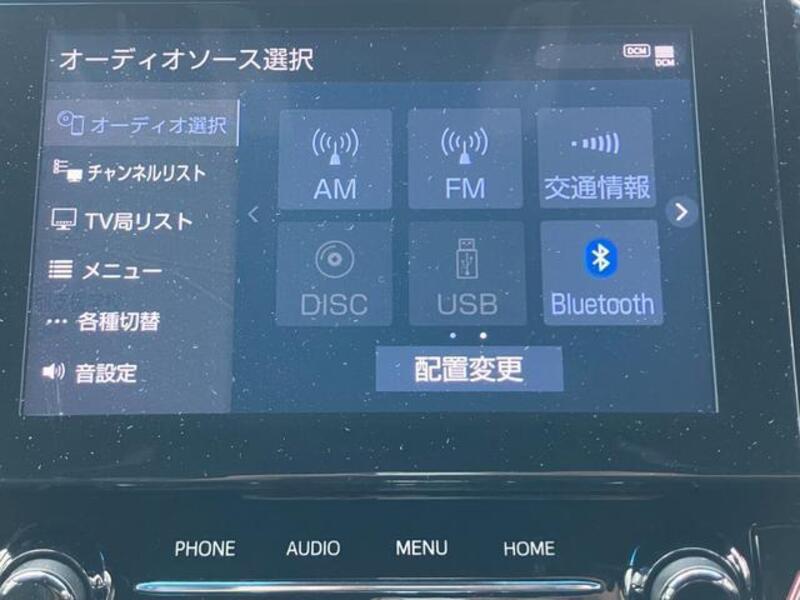 オーディオソース選択
DCM
DCM
オーディオ選択
チャンネルリスト
TV局リスト
メニュー
各種切替
音設定
AM
FM
交通情報
DISC
USB
Bluetooth
配置変更
PHONE AUDIO MENU HOME